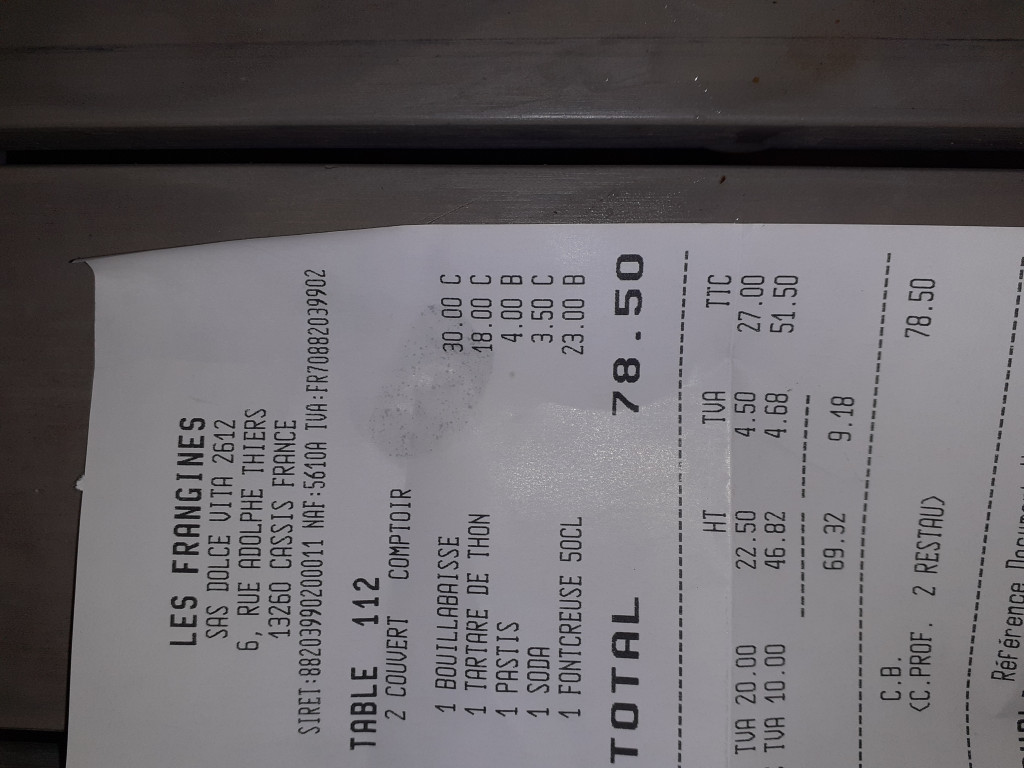 LES FRANGINES
SAS DOLCE VITA 2612
6, RUE ADOLPHE THIERS
13260 CASSIS FRANCE
SIRET:88203990200011 NAF:5610A TVA:FR70882039902
TABLE 112
2 COUVERT COMPTOIR
1 BOUILLABAISSE 30.00 C
1 TARTARE DE THON 18.00 C
1 PASTIS 4.00 B
1 SODA 3.50 C
1 FONTCREUSE 50CL 23.00 B
TOTAL 78.50
HT TVA TTC
TVA 20.00 22.50 4.50 27.00
TVA 10.00 46.82 4.68 51.50
69.32 9.18
C.B. 78.50
<C.PROF. 2 RESTAU>
Référence